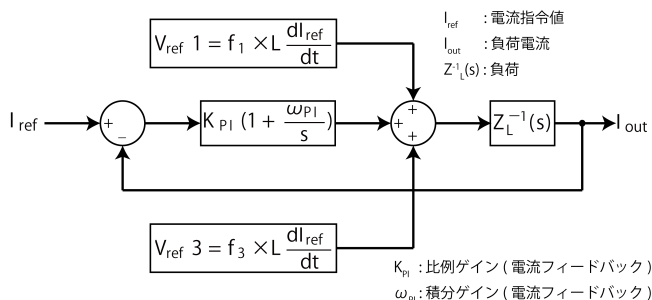 V_ref 1 = f_1 × L dI_ref/dt
I_ref : 電流指令値
I_out : 負荷電流
Z^-1_L(s) : 負荷
I_ref
+
−
K_PI (1 + ω_PI/s)
+
+
+
Z_L^-1(s)
I_out
V_ref 3 = f_3 × L dI_ref/dt
K_PI : 比例ゲイン ( 電流フィードバック )
ω_PI : 積分ゲイン ( 電流フィードバック )